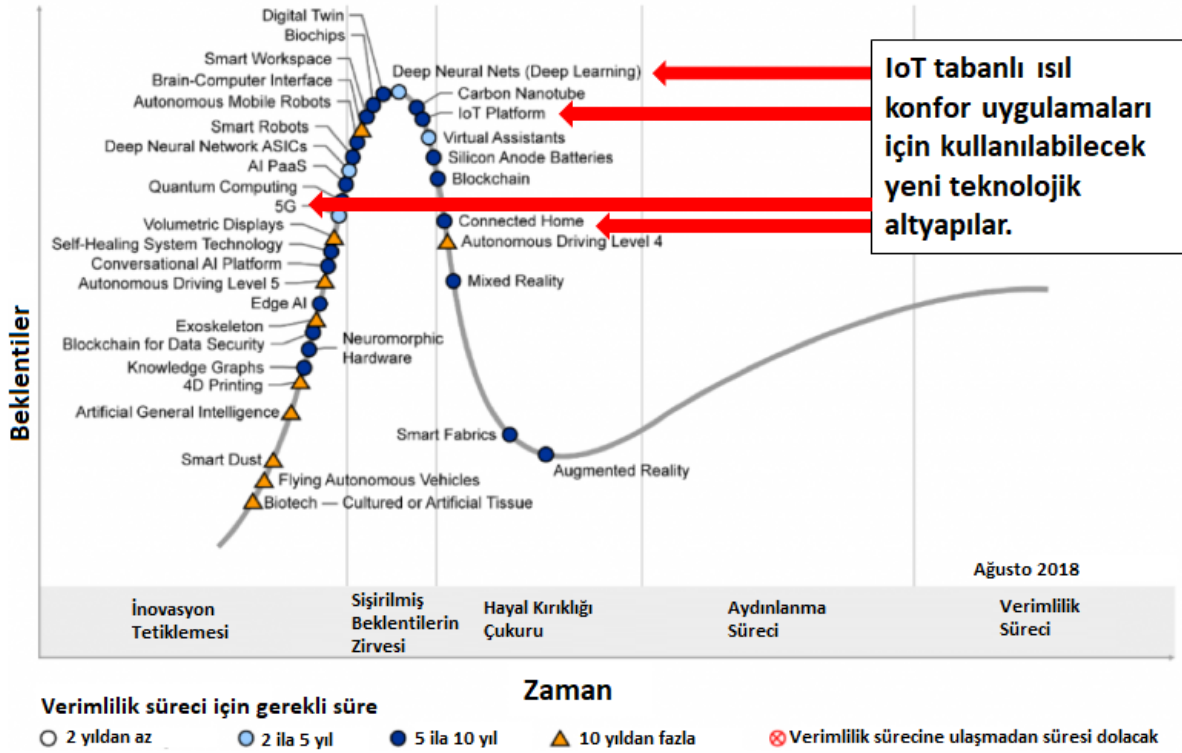 Digital Twin
Biochips
Smart Workspace
Brain-Computer Interface
Autonomous Mobile Robots
Smart Robots
Deep Neural Network ASICs
AI PaaS
Quantum Computing
5G
Volumetric Displays
Self-Healing System Technology
Conversational AI Platform
Autonomous Driving Level 5
Edge AI
Exoskeleton
Blockchain for Data Security
Neuromorphic
Hardware
Knowledge Graphs
4D Printing
Artificial General Intelligence
Smart Dust
Flying Autonomous Vehicles
Biotech — Cultured or Artificial Tissue
Deep Neural Nets (Deep Learning)
Carbon Nanotube
IoT Platform
Virtual Assistants
Silicon Anode Batteries
Blockchain
Connected Home
Autonomous Driving Level 4
Mixed Reality
Smart Fabrics
Augmented Reality
IoT tabanlı ısıl
konfor uygulamaları
için kullanılabilecek
yeni teknolojik
altyapılar.
Beklentiler
Ağusto 2018
İnovasyon
Tetiklemesi
Sişirilmiş
Beklentilerin
Zirvesi
Hayal Kırıklığı
Çukuru
Aydınlanma
Süreci
Verimlilik
Süreci
Zaman
Verimlilik süreci için gerekli süre
2 yıldan az
2 ila 5 yıl
5 ila 10 yıl
10 yıldan fazla
Verimlilik sürecine ulaşmadan süresi dolacak